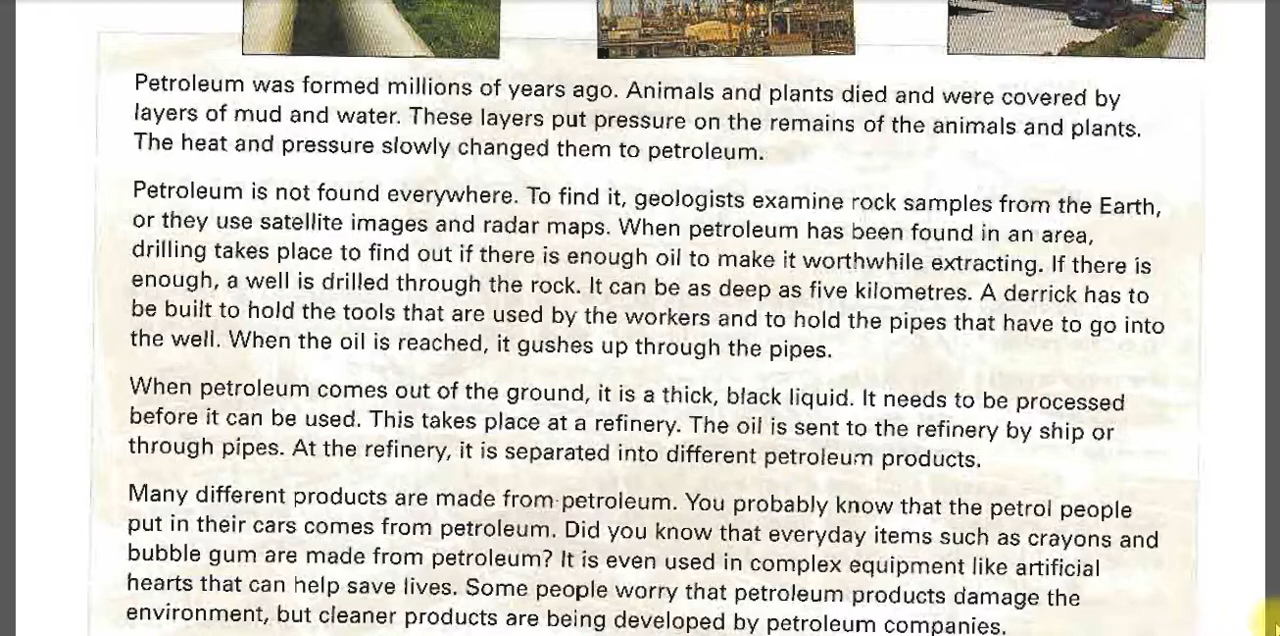 Petroleum was formed millions of years ago. Animals and plants died and were covered by
layers of mud and water. These layers put pressure on the remains of the animals and plants.
The heat and pressure slowly changed them to petroleum.
Petroleum is not found everywhere. To find it, geologists examine rock samples from the Earth,
or they use satellite images and radar maps. When petroleum has been found in an area,
drilling takes place to find out if there is enough oil to make it worthwhile extracting. If there is
enough, a well is drilled through the rock. It can be as deep as five kilometres. A derrick has to
be built to hold the tools that are used by the workers and to hold the pipes that have to go into
the well. When the oil is reached, it gushes up through the pipes.
When petroleum comes out of the ground, it is a thick, black liquid. It needs to be processed
before it can be used. This takes place at a refinery. The oil is sent to the refinery by ship or
through pipes. At the refinery, it is separated into different petroleum products.
Many different products are made from petroleum. You probably know that the petrol people
put in their cars comes from petroleum. Did you know that everyday items such as crayons and
bubble gum are made from petroleum? It is even used in complex equipment like artificial
hearts that can help save lives. Some people worry that petroleum products damage the
environment, but cleaner products are being developed by petroleum companies.